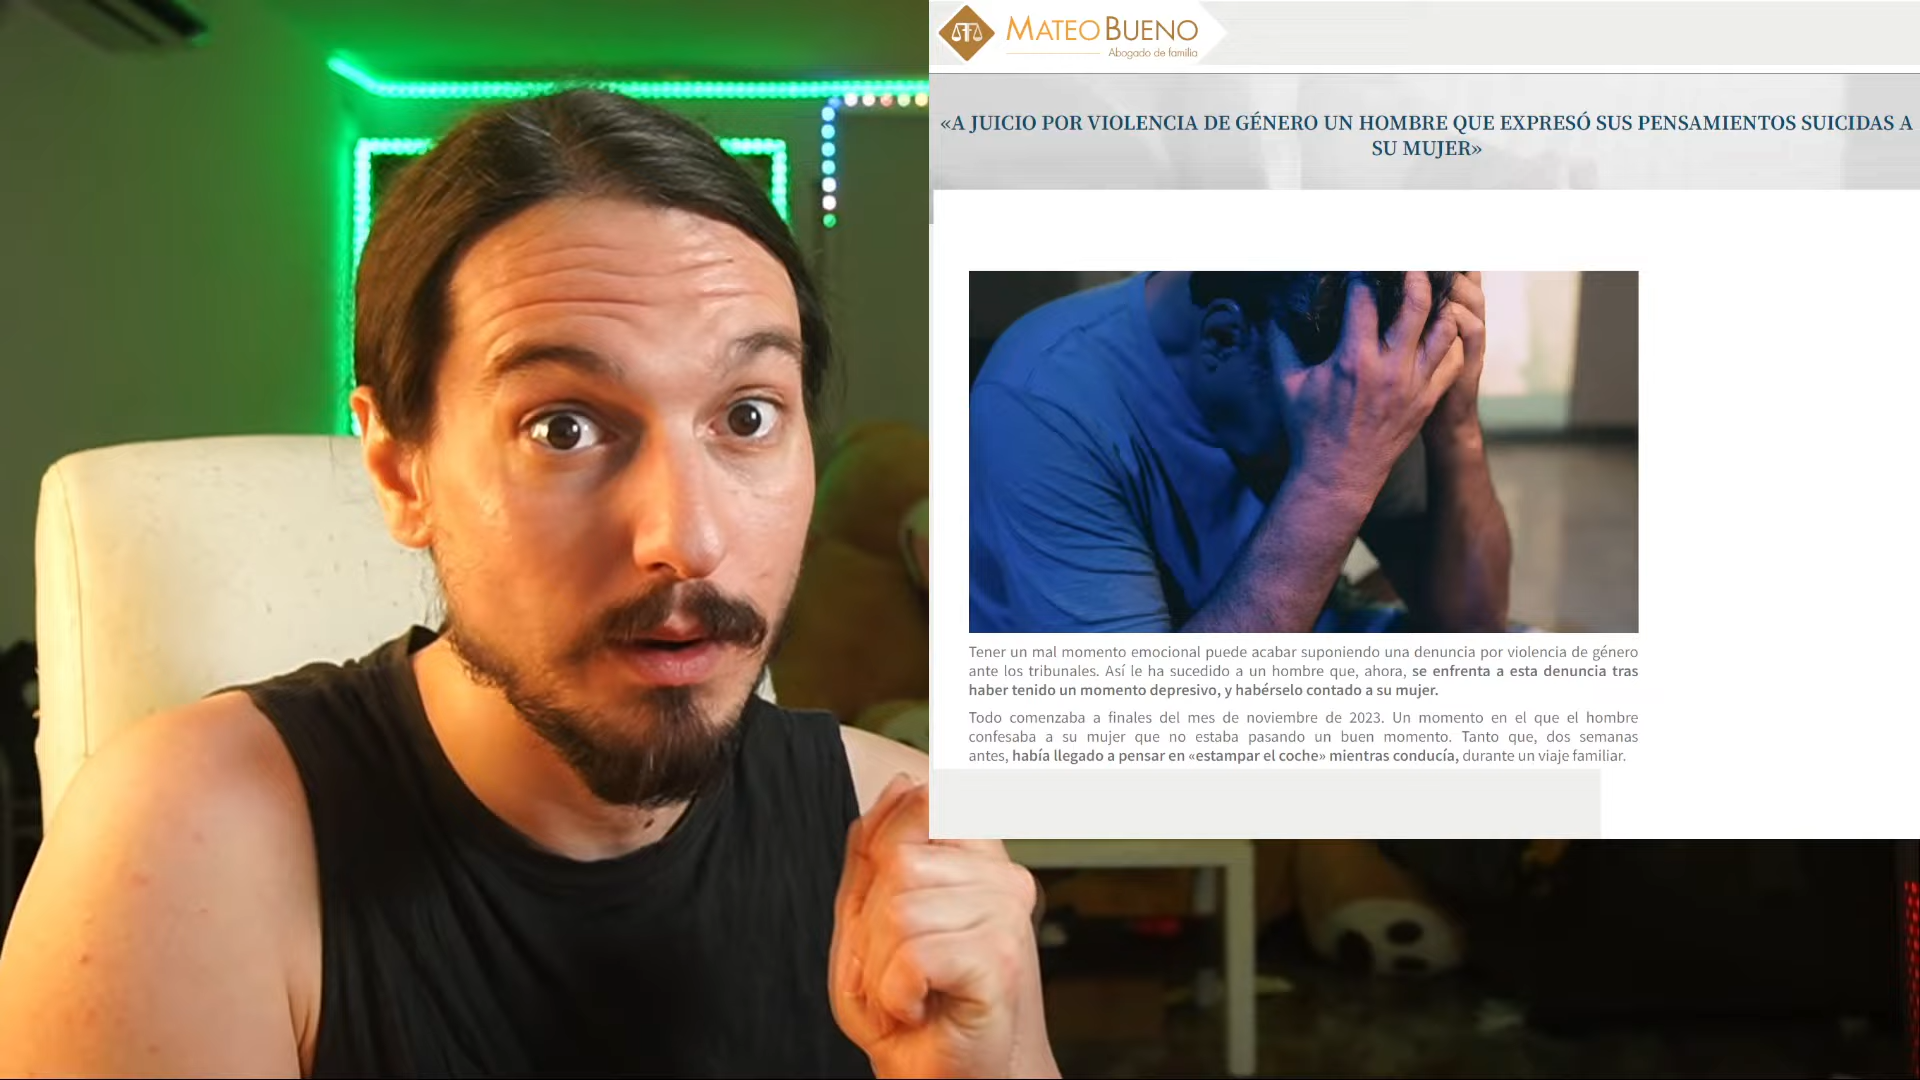 MATEO BUENO
Abogado de familia
«A JUICIO POR VIOLENCIA DE GÉNERO UN HOMBRE QUE EXPRESÓ SUS PENSAMIENTOS SUICIDAS A
SU MUJER»
Tener un mal momento emocional puede acabar suponiendo una denuncia por violencia de género
ante los tribunales. Así le ha sucedido a un hombre que, ahora, se enfrenta a esta denuncia tras
haber tenido un momento depresivo, y habérselo contado a su mujer.
Todo comenzaba a finales del mes de noviembre de 2023. Un momento en el que el hombre
confesaba a su mujer que no estaba pasando un buen momento. Tanto que, dos semanas
antes, había llegado a pensar en «estampar el coche» mientras conducía, durante un viaje familiar.